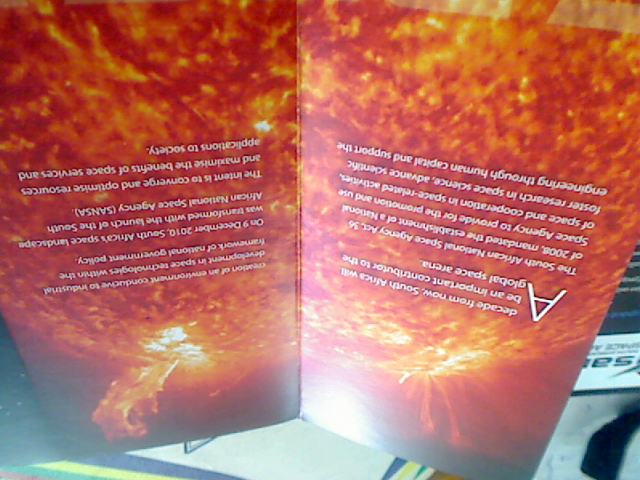 A decade from now, South Africa will
be an important contributor to the
global space arena.
The South African National Space Agency Act, 36
of 2008, mandated the establishment of a National
Space Agency to provide for the promotion and use
of space and cooperation in space-related activities,
foster research in space science, advance scientific
engineering through human capital and support the
creation of an environment conducive to industrial
development in space technologies within the
framework of national government policy.
On 9 December 2010, South Africa's space landscape
was transformed with the launch of the South
African National Space Agency (SANSA).
The intent is to converge and optimise resources
and maximise the benefits of space services and
applications to society.